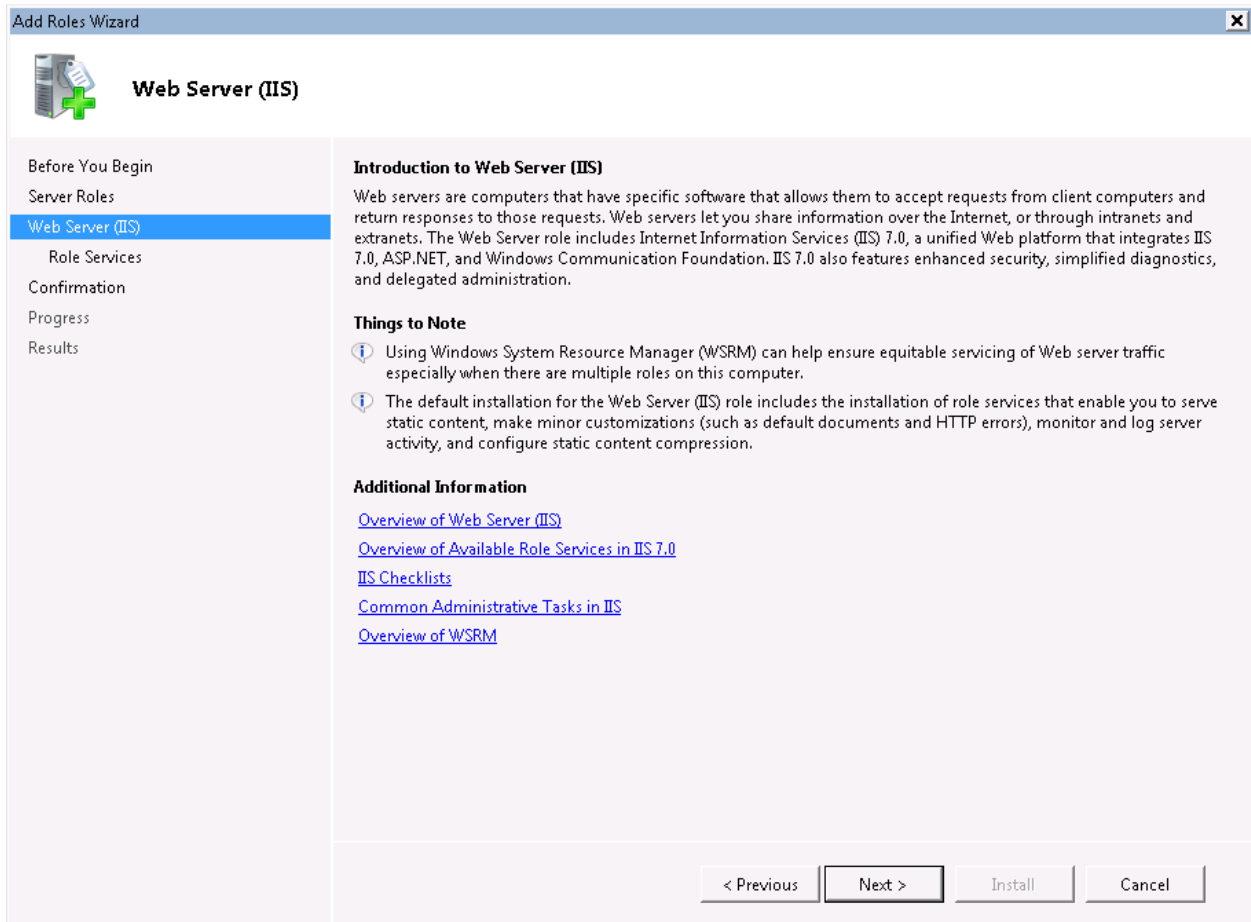 Add Roles Wizard
Web Server (IIS)
Before You Begin
Server Roles
Web Server (IIS)
Role Services
Confirmation
Progress
Results
Introduction to Web Server (IIS)
Web servers are computers that have specific software that allows them to accept requests from client computers and
return responses to those requests. Web servers let you share information over the Internet, or through intranets and
extranets. The Web Server role includes Internet Information Services (IIS) 7.0, a unified Web platform that integrates IIS
7.0, ASP.NET, and Windows Communication Foundation. IIS 7.0 also features enhanced security, simplified diagnostics,
and delegated administration.
Things to Note
Using Windows System Resource Manager (WSRM) can help ensure equitable servicing of Web server traffic
especially when there are multiple roles on this computer.
The default installation for the Web Server (IIS) role includes the installation of role services that enable you to serve
static content, make minor customizations (such as default documents and HTTP errors), monitor and log server
activity, and configure static content compression.
Additional Information
Overview of Web Server (IIS)
Overview of Available Role Services in IIS 7.0
IIS Checklists
Common Administrative Tasks in IIS
Overview of WSRM
< Previous
Next >
Install
Cancel